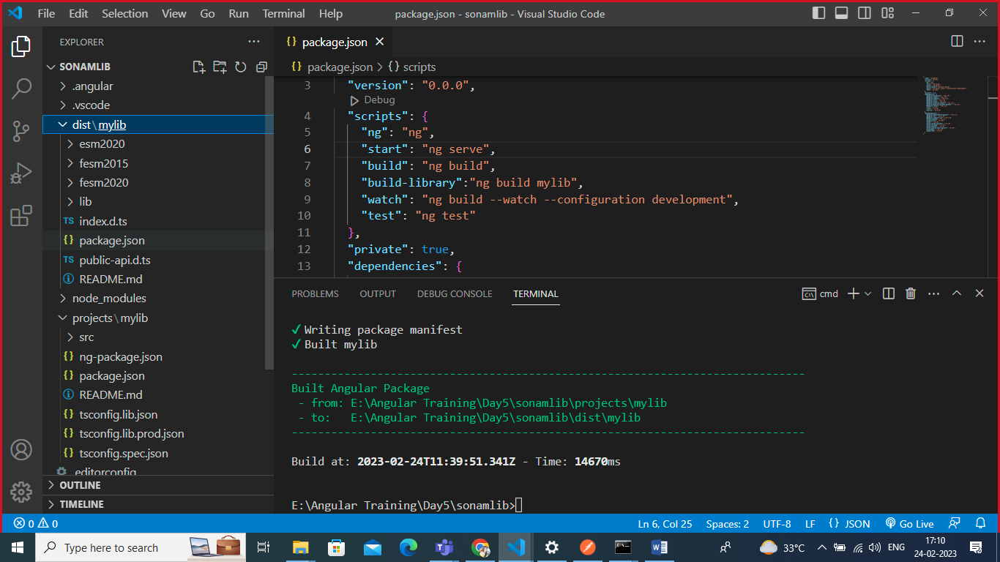 File Edit Selection View Go Run Terminal Help
package.json - sonamlib - Visual Studio Code
EXPLORER
SONAMLIB
.angular
.vscode
dist\mylib
esm2020
fesm2015
fesm2020
lib
TS index.d.ts
{} package.json
TS public-api.d.ts
README.md
node_modules
projects\mylib
src
{} ng-package.json
{} package.json
README.md
{} tsconfig.lib.json
{} tsconfig.lib.prod.json
{} tsconfig.spec.json
.editorconfig
OUTLINE
TIMELINE
{} package.json
{} package.json > {} scripts
3 "version": "0.0.0",
Debug
4 "scripts": {
5 "ng": "ng",
6 "start": "ng serve",
7 "build": "ng build",
8 "build-library":"ng build mylib",
9 "watch": "ng build --watch --configuration development",
10 "test": "ng test"
11 },
12 "private": true,
13 "dependencies": {
PROBLEMS OUTPUT DEBUG CONSOLE TERMINAL
cmd
✓ Writing package manifest
✓ Built mylib
------------------------------------------------------------------------------
Built Angular Package
- from: E:\Angular Training\Day5\sonamlib\projects\mylib
- to: E:\Angular Training\Day5\sonamlib\dist\mylib
------------------------------------------------------------------------------
Build at: 2023-02-24T11:39:51.341Z - Time: 14670ms
E:\Angular Training\Day5\sonamlib>
0 0
Ln 6, Col 25 Spaces: 2 UTF-8 LF {} JSON Go Live
Type here to search
33°C
ENG
17:10
24-02-2023